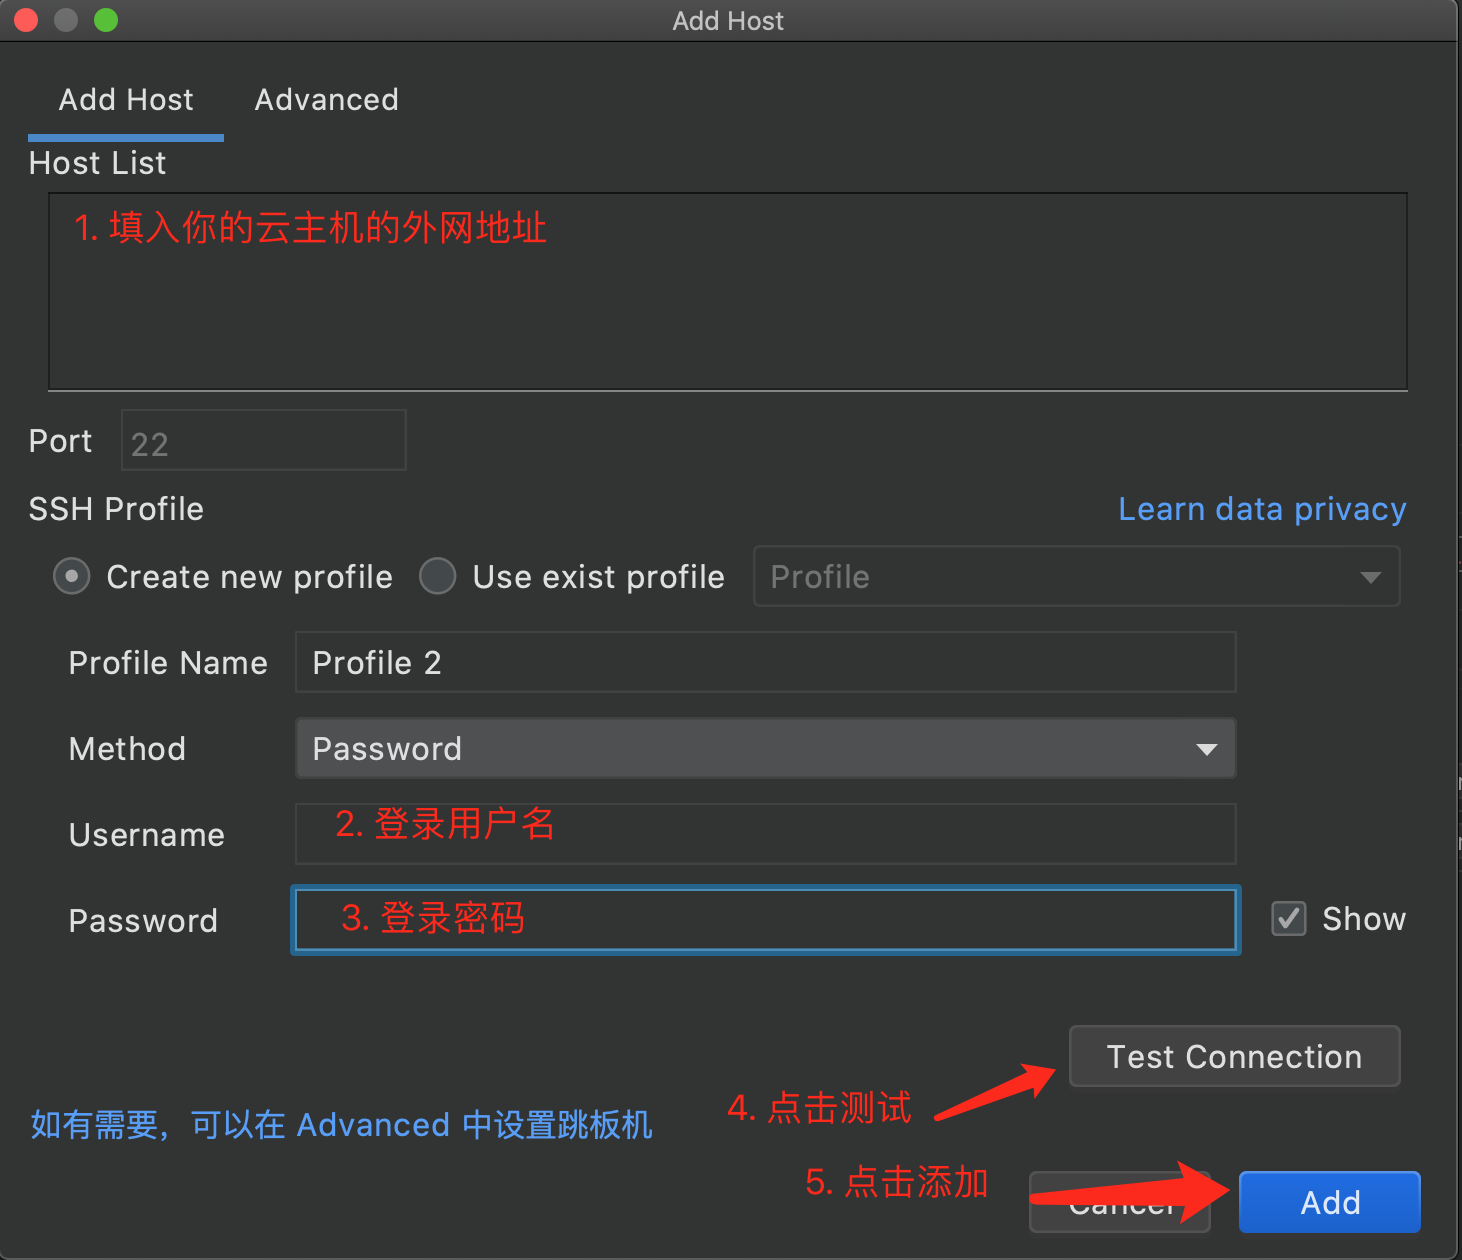 Add Host
Add Host
Advanced
Host List
1. 填入你的云主机的外网地址
Port
22
SSH Profile
Learn data privacy
Create new profile
Use exist profile
Profile
Profile Name
Profile 2
Method
Password
Username
2. 登录用户名
Password
3. 登录密码
Show
Test Connection
4. 点击测试
如有需要，可以在 Advanced 中设置跳板机
5. 点击添加
Cancel
Add